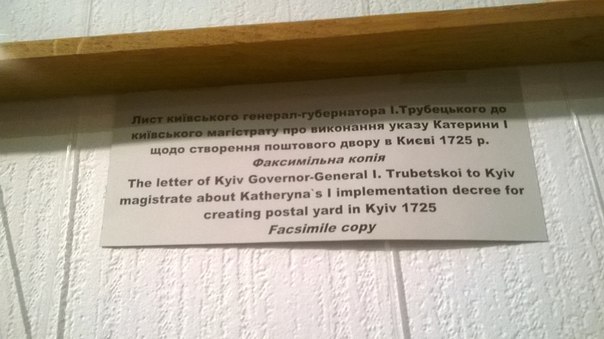 Лист київського генерал-губернатора І.Трубецького до
київського магістрату про виконання указу Катерини І
щодо створення поштового двору в Києві 1725 р.
Факсимільна копія
The letter of Kyiv Governor-General I. Trubetskoi to Kyiv
magistrate about Katheryna`s I implementation decree for
creating postal yard in Kyiv 1725
Facsimile copy